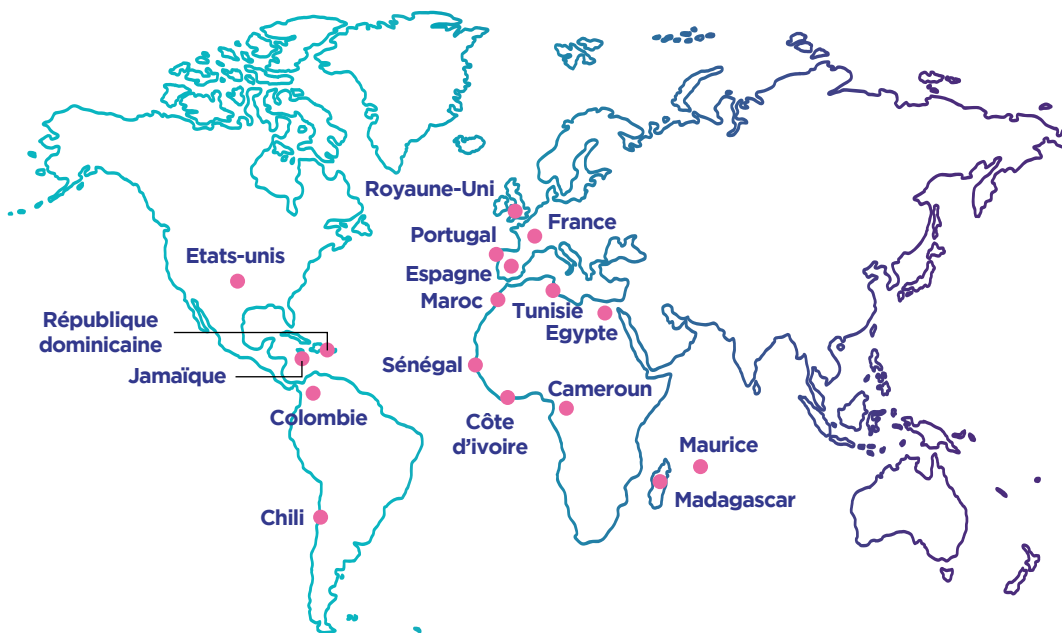 Royaune-Uni
Portugal
France
Etats-unis
Espagne
Maroc
Tunisie
Egypte
République
dominicaine
Jamaïque
Sénégal
Cameroun
Colombie
Côte
d'ivoire
Maurice
Madagascar
Chili